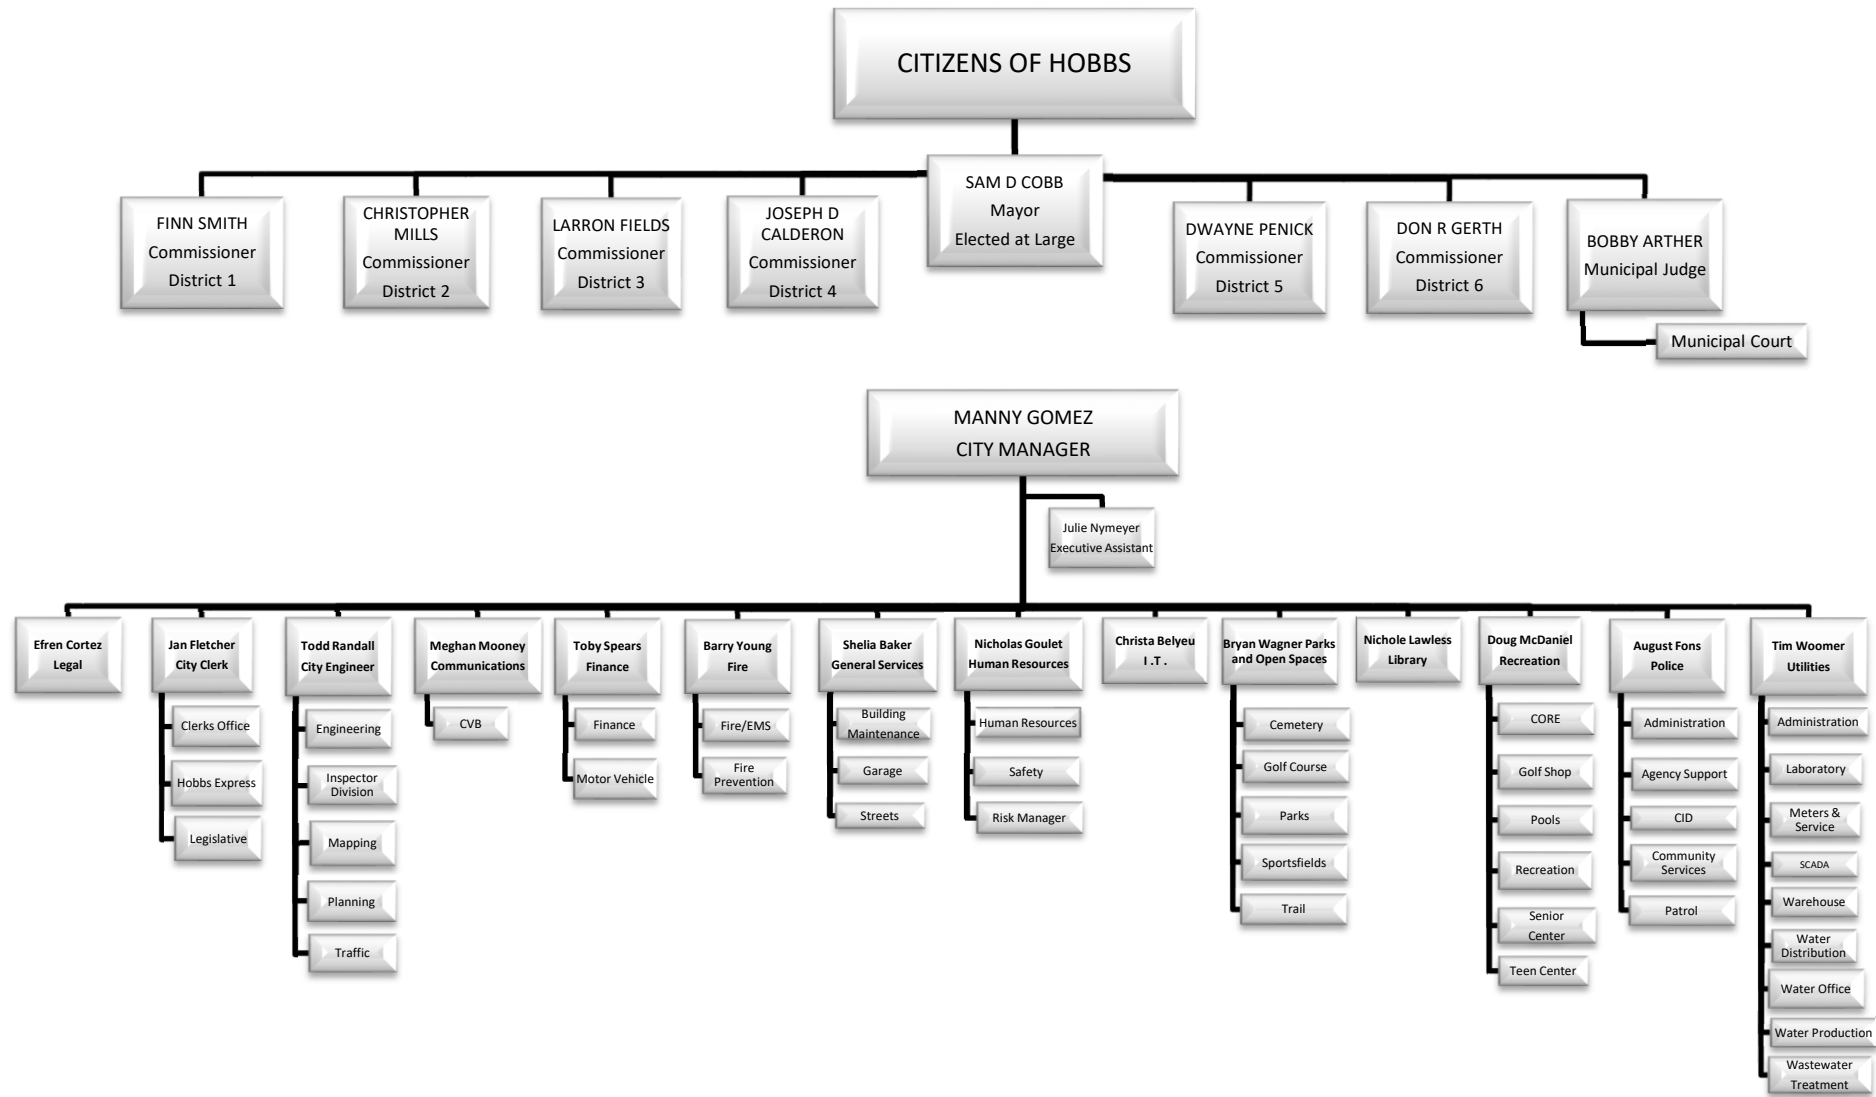 CITIZENS OF HOBBS
SAM D COBB
Mayor
Elected at Large
FINN SMITH
Commissioner
District 1
CHRISTOPHER
MILLS
Commissioner
District 2
LARRON FIELDS
Commissioner
District 3
JOSEPH D
CALDERON
Commissioner
District 4
DWAYNE PENICK
Commissioner
District 5
DON R GERTH
Commissioner
District 6
BOBBY ARTHER
Municipal Judge
Municipal Court
MANNY GOMEZ
CITY MANAGER
Julie Nymeyer
Executive Assistant
Efren Cortez
Legal
Jan Fletcher
City Clerk
Clerks Office
Hobbs Express
Legislative
Todd Randall
City Engineer
Engineering
Inspector
Division
Mapping
Planning
Traffic
Meghan Mooney
Communications
CVB
Toby Spears
Finance
Finance
Motor Vehicle
Barry Young
Fire
Fire/EMS
Fire
Prevention
Shelia Baker
General Services
Building
Maintenance
Garage
Streets
Nicholas Goulet
Human Resources
Human Resources
Safety
Risk Manager
Christa Belyeu
I .T .
Bryan Wagner Parks
and Open Spaces
Cemetery
Golf Course
Parks
Sportsfields
Trail
Nichole Lawless
Library
Doug McDaniel
Recreation
CORE
Golf Shop
Pools
Recreation
Senior
Center
Teen Center
August Fons
Police
Administration
Agency Support
CID
Community
Services
Patrol
Tim Woomer
Utilities
Administration
Laboratory
Meters &
Service
SCADA
Warehouse
Water
Distribution
Water Office
Water Production
Wastewater
Treatment